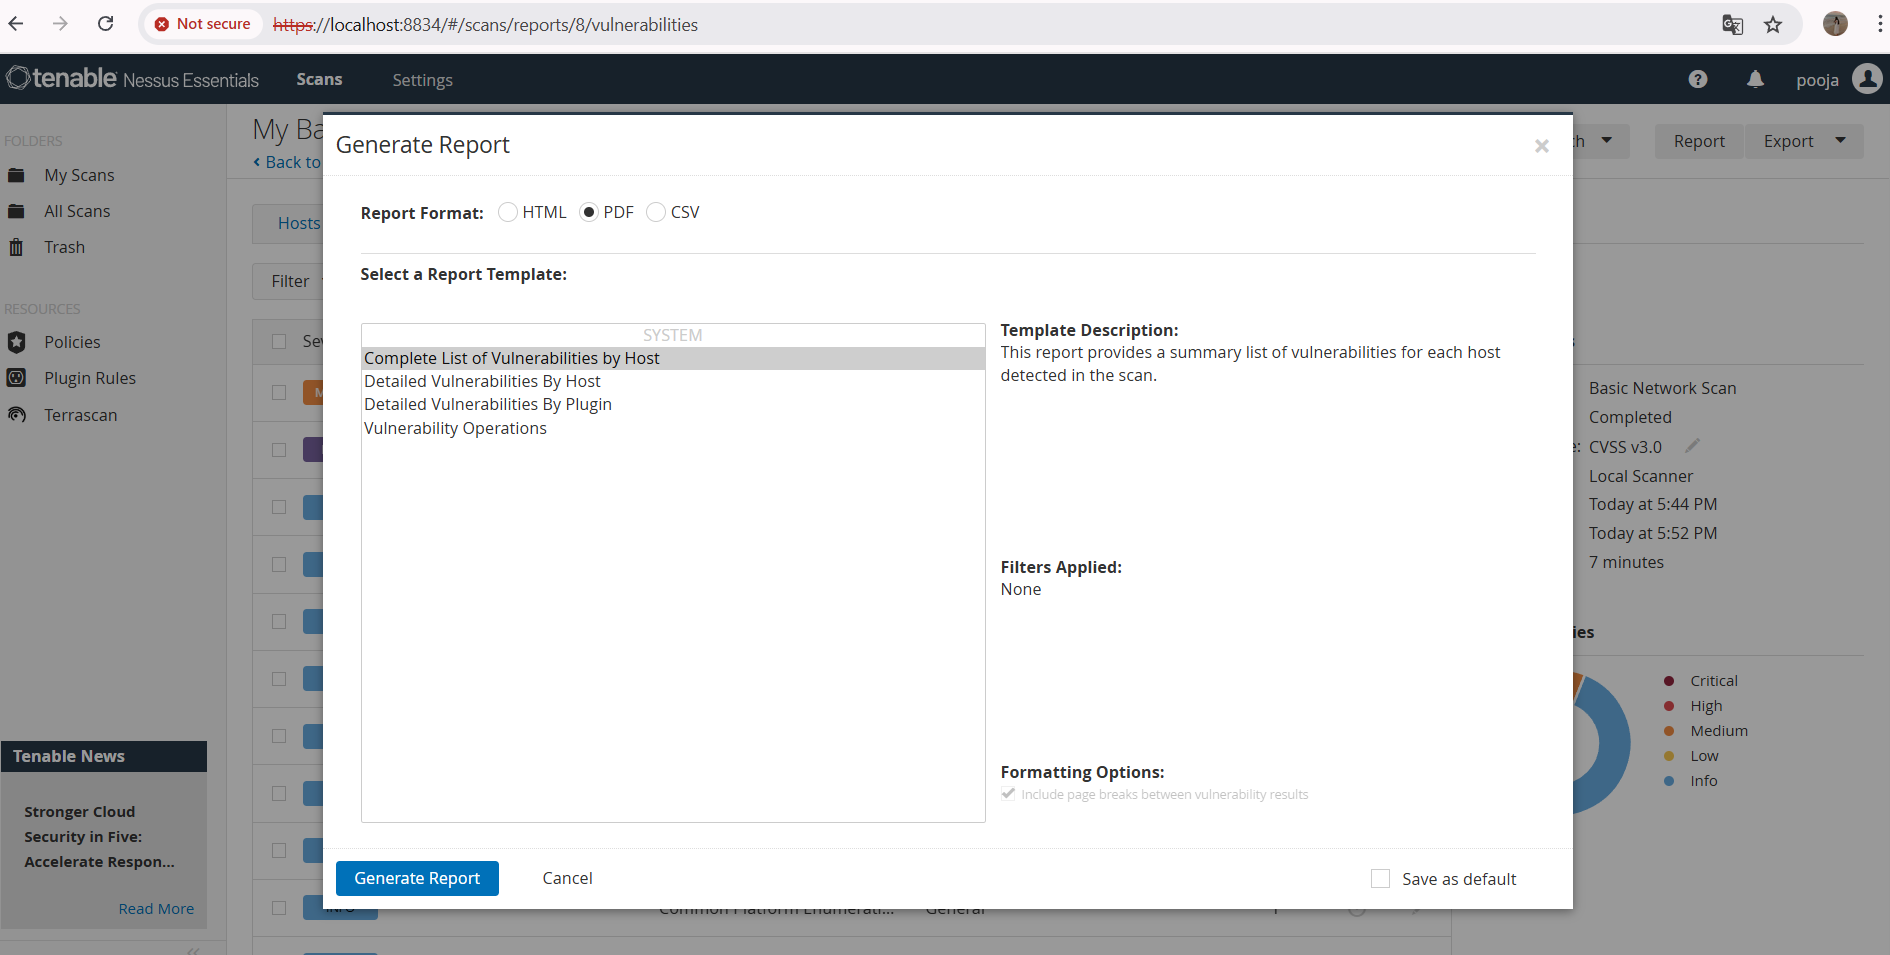 Not secure https://localhost:8834/#/scans/reports/8/vulnerabilities
tenable Nessus Essentials Scans Settings pooja
FOLDERS
My Scans
All Scans
Trash
RESOURCES
Policies
Plugin Rules
Terrascan
Tenable News
Stronger Cloud
Security in Five:
Accelerate Respon...
Read More
My Ba
Back to
Report Export
Hosts
Filter
Generate Report
Report Format: HTML PDF CSV
Select a Report Template:
SYSTEM
Complete List of Vulnerabilities by Host
Detailed Vulnerabilities By Host
Detailed Vulnerabilities By Plugin
Vulnerability Operations
Template Description:
This report provides a summary list of vulnerabilities for each host
detected in the scan.
Filters Applied:
None
Formatting Options:
Include page breaks between vulnerability results
Generate Report Cancel Save as default
INFO Common Platform Enumerati... General 1
Basic Network Scan
Completed
CVSS v3.0
Local Scanner
Today at 5:44 PM
Today at 5:52 PM
7 minutes
Critical
High
Medium
Low
Info